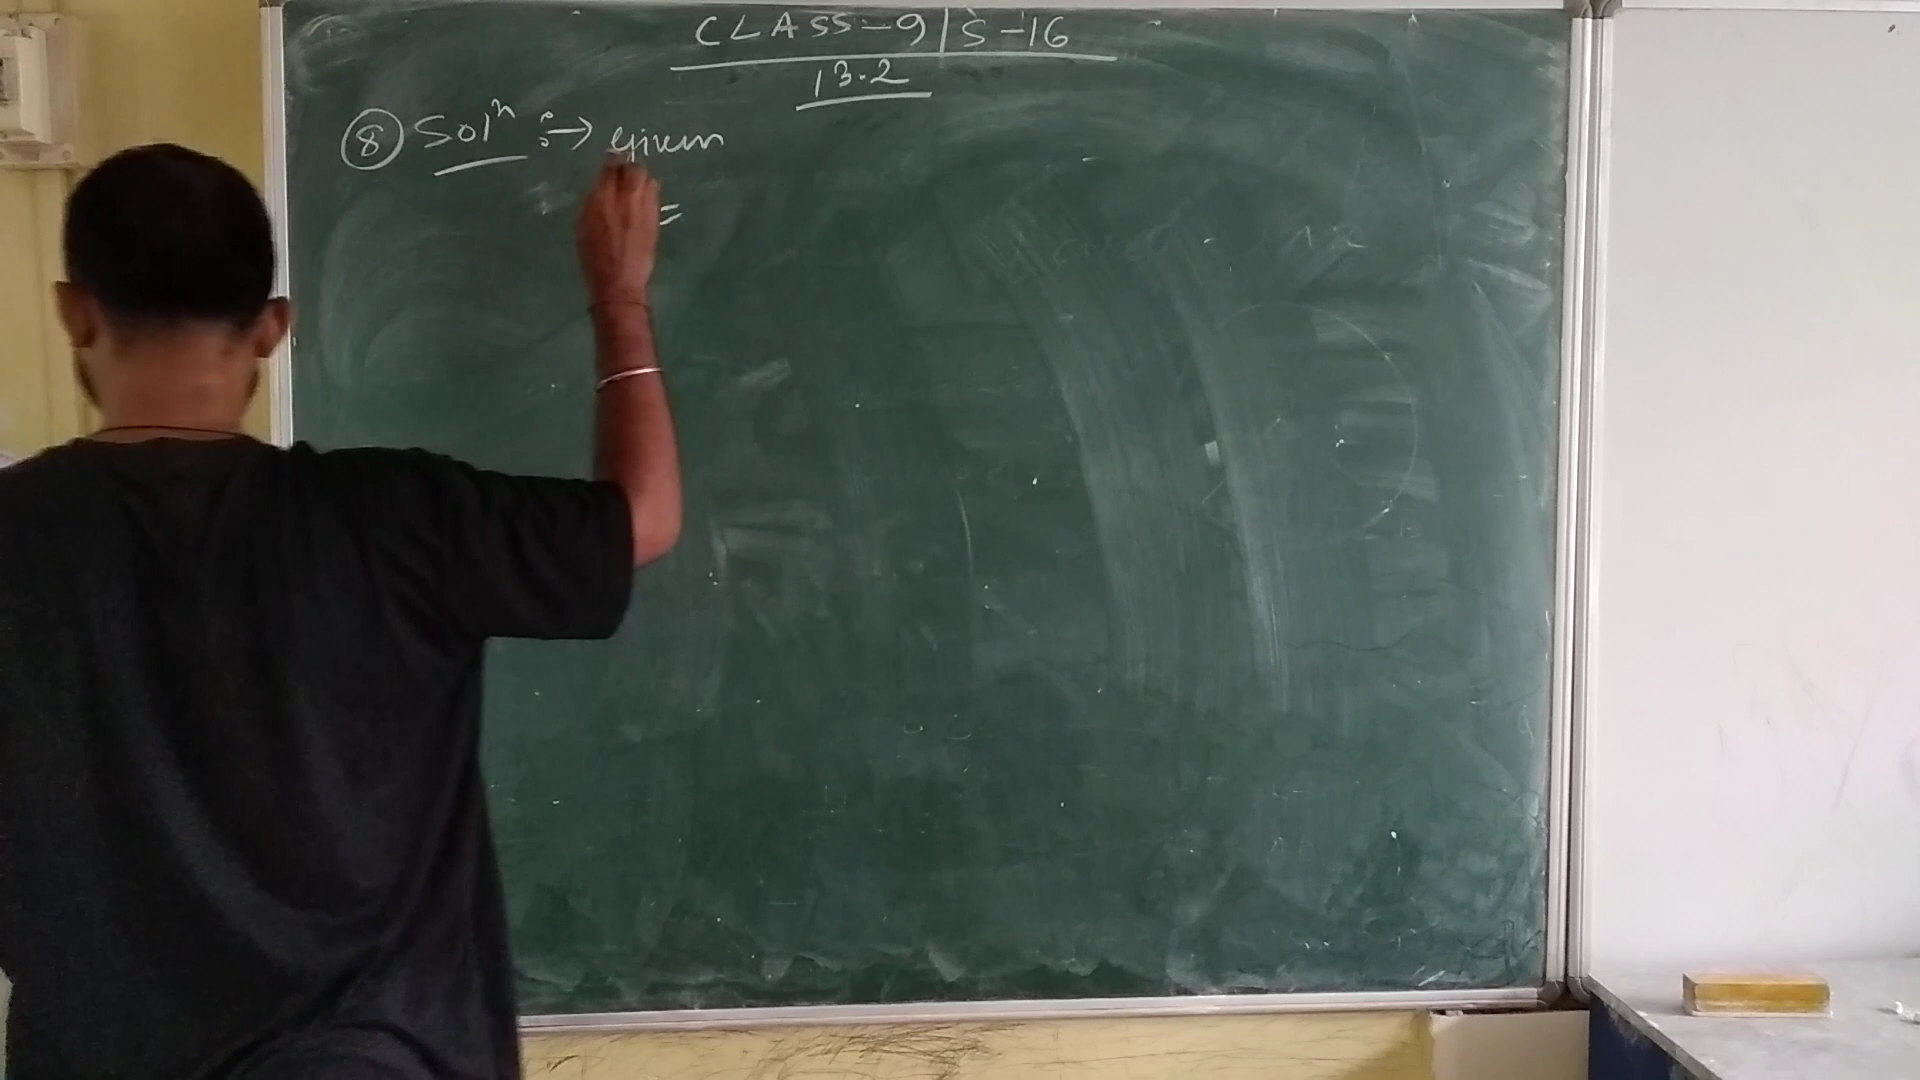 CLASS-9|S-16
13.2
8 Solⁿ :→ given
=